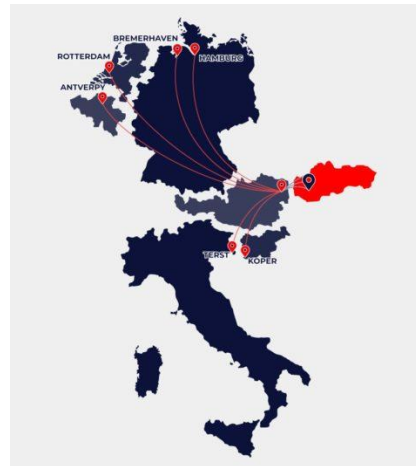 BREMERHAVEN
ROTTERDAM
HAMBURG
ANTVERPY
TERST
KOPER